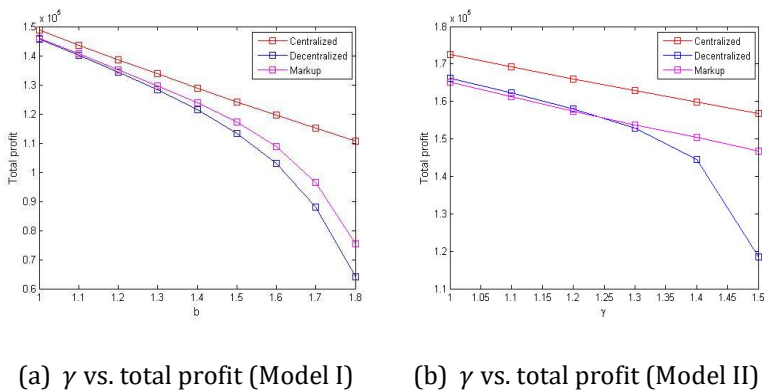 x 10^5
Total profit
1.5
1.4
1.3
1.2
1.1
1
0.9
0.8
0.7
0.6
1 1.1 1.2 1.3 1.4 1.5 1.6 1.7 1.8
b
Centralized
Decentralized
Markup
x 10^5
Total profit
1.8
1.7
1.6
1.5
1.4
1.3
1.2
1.1
1 1.05 1.1 1.15 1.2 1.25 1.3 1.35 1.4 1.45 1.5
γ
Centralized
Decentralized
Markup
(a) γ vs. total profit (Model I)
(b) γ vs. total profit (Model II)